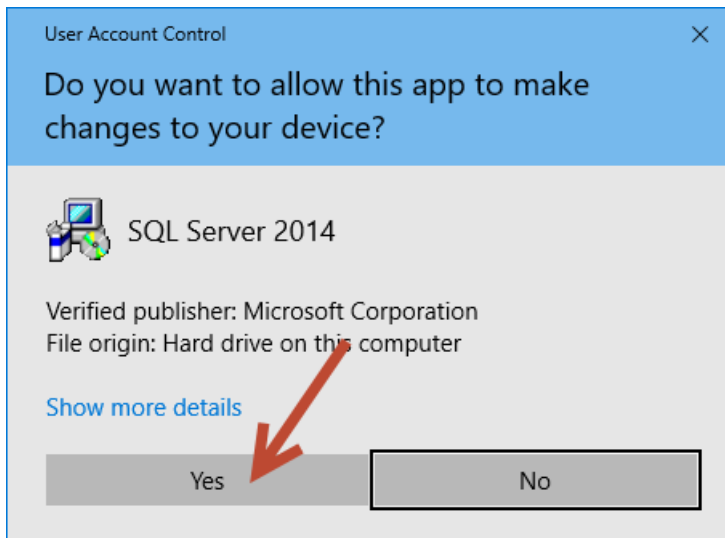 User Account Control
Do you want to allow this app to make
changes to your device?
SQL Server 2014
Verified publisher: Microsoft Corporation
File origin: Hard drive on this computer
Show more details
Yes
No